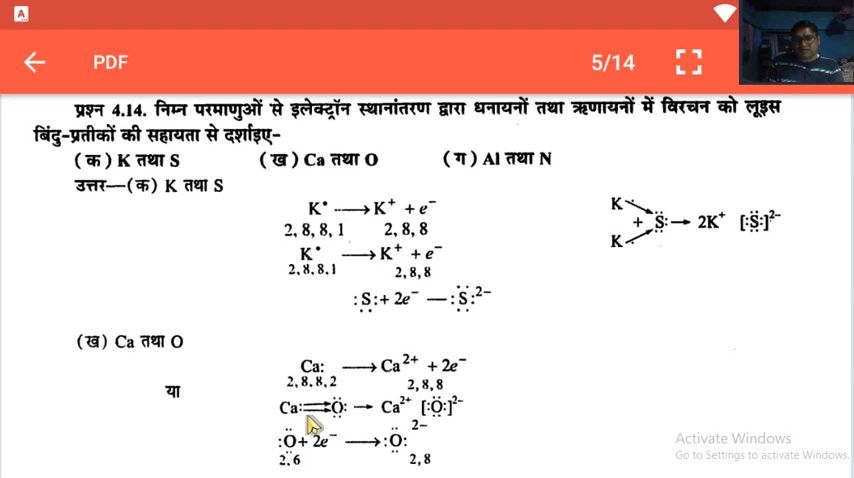 A
PDF
5/14
प्रश्न 4.14. निम्न परमाणुओं से इलेक्ट्रॉन स्थानांतरण द्वारा धनायनों तथा ऋणायनों में विरचन को लूइस
बिंदु-प्रतीकों की सहायता से दर्शाइए-
(क) K तथा S (ख) Ca तथा O (ग) Al तथा N
उत्तर—(क) K तथा S
K• ⟶ K⁺ + e⁻
2, 8, 8, 1 2, 8, 8
K• ⟶ K⁺ + e⁻
2,8,8,1 2,8,8
:S̤: + 2e⁻ — :S̤̈:²⁻
K
+ S̤̈: → 2K⁺ [:S̤̈:]²⁻
K
(ख) Ca तथा O
Ca: ⟶ Ca²⁺ + 2e⁻
2,8,8,2 2,8,8
या
Ca: ⇉ Ö: → Ca²⁺ [:Ö̤:]²⁻
:Ö̤ + 2e⁻ ⟶ :Ö̤:²⁻
2,6 2,8
Activate Windows
Go to Settings to activate Windows.